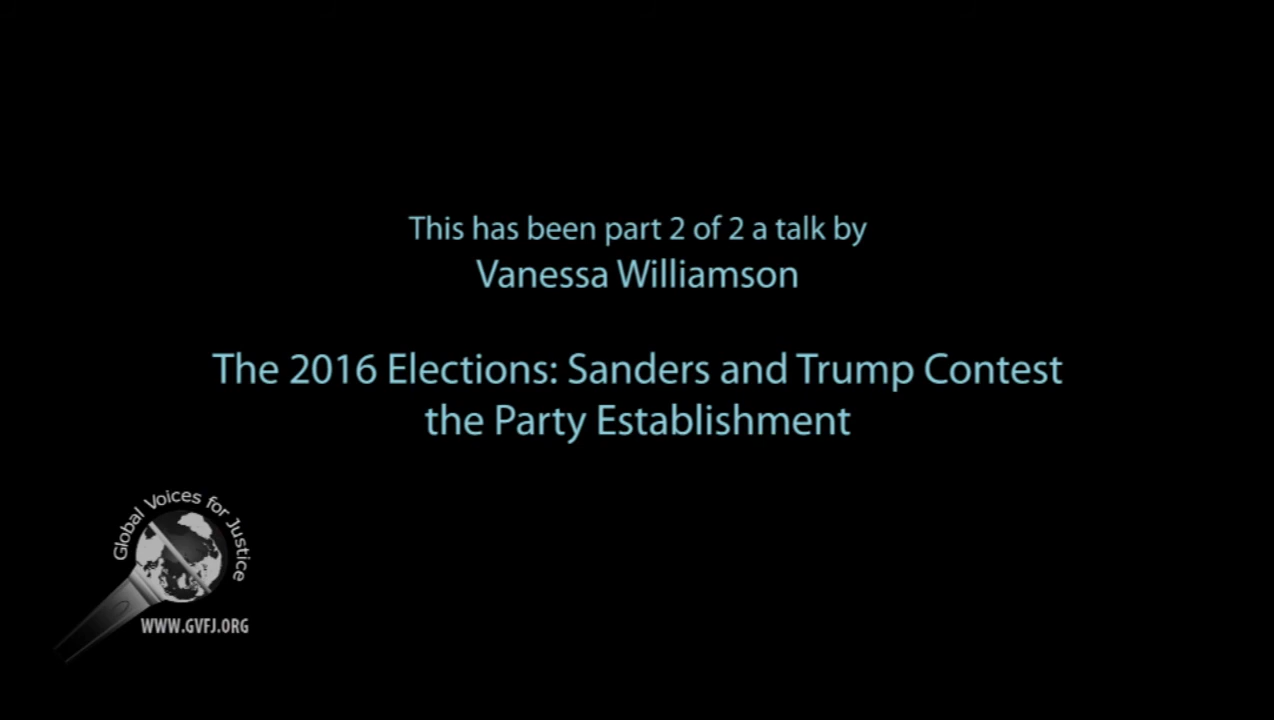 This has been part 2 of 2 a talk by
Vanessa Williamson
The 2016 Elections: Sanders and Trump Contest
the Party Establishment
Global Voices for Justice
WWW.GVFJ.ORG